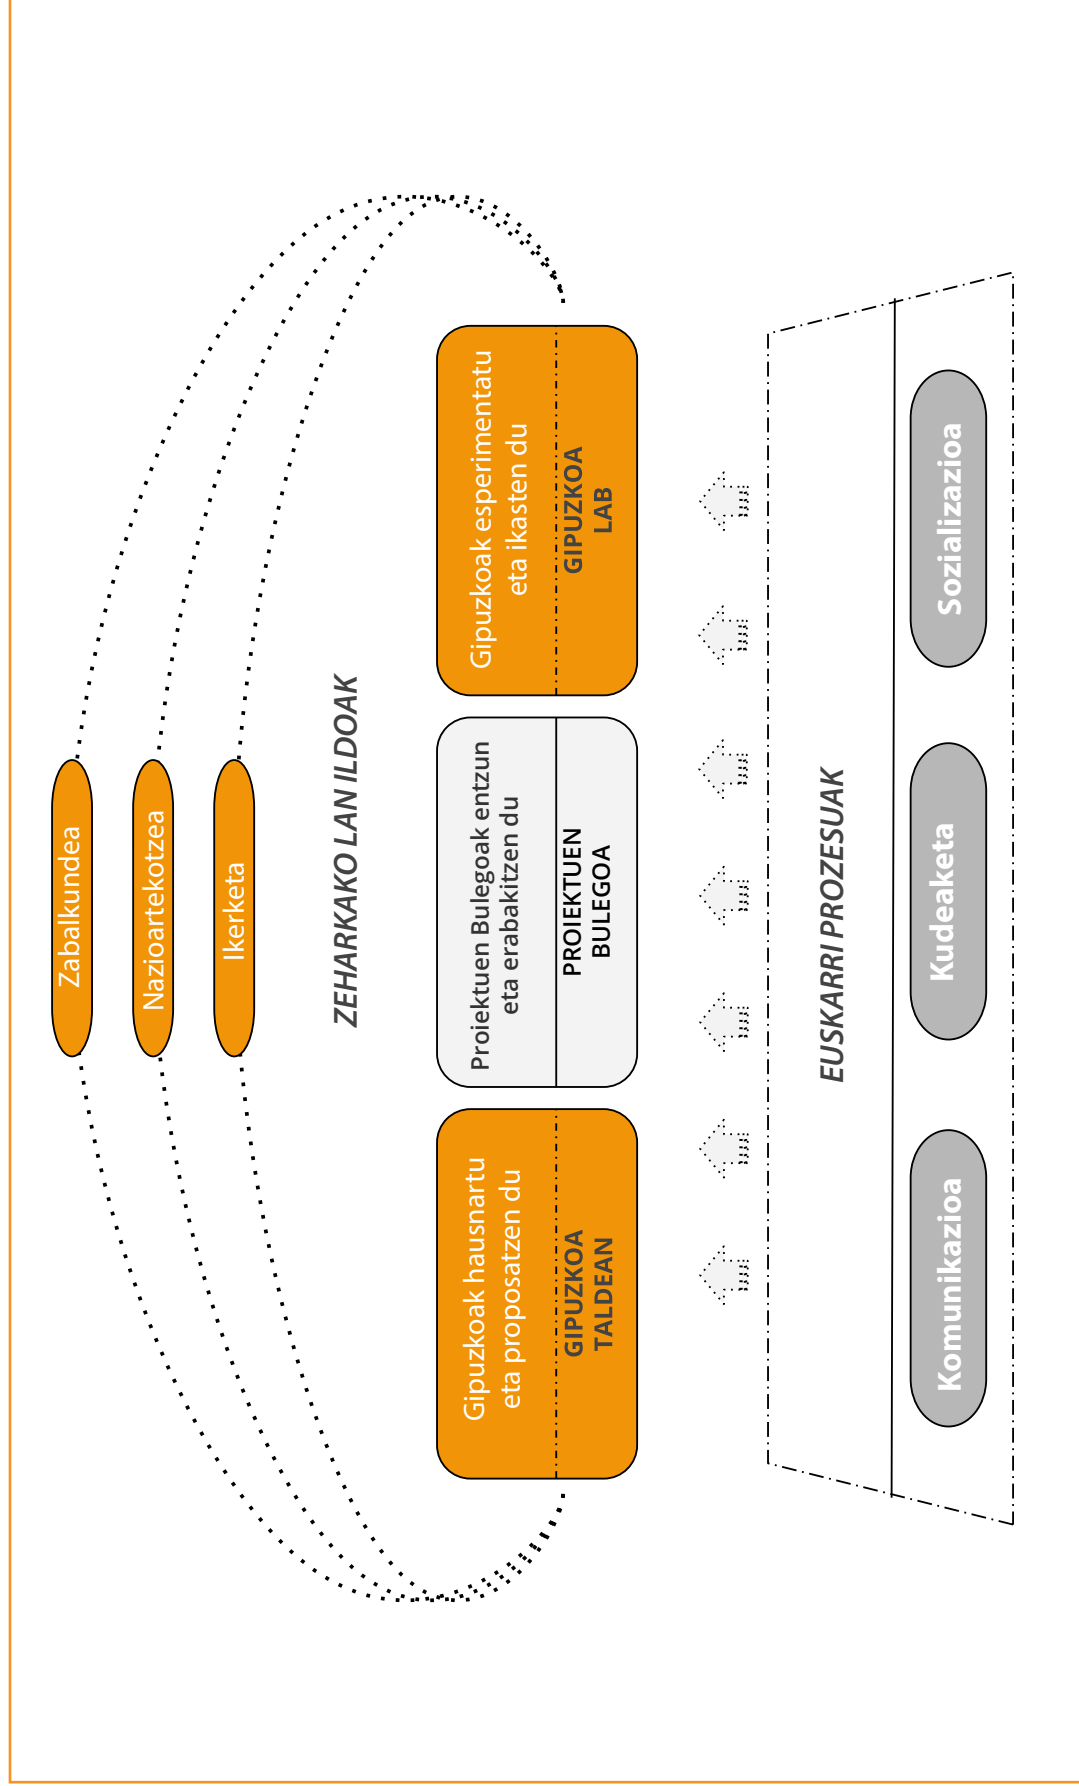 Zabalkundea
Nazioartekotzea
Ikerketa
ZEHARKAKO LAN ILDOAK
Gipuzkoak hausnartu
eta proposatzen du
GIPUZKOA
TALDEAN
Proiektuen Bulegoak entzun
eta erabakitzen du
PROIEKTUEN
BULEGOA
Gipuzkoak esperimentatu
eta ikasten du
GIPUZKOA
LAB
EUSKARRI PROZESUAK
Komunikazioa
Kudeaketa
Sozializazioa